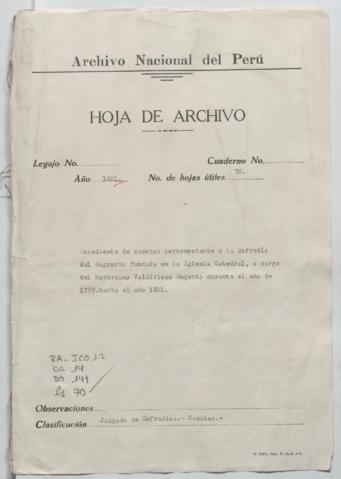 Archivo Nacional del Perú
HOJA DE ARCHIVO
Legajo No. Cuaderno No.
Año 1801. No. de hojas útiles 70.
Expediente de cuentas perteneciente a la Cofradía
del Sagrario fundada en la Iglesia Catedral, a cargo
del Mayordomo Valdivieso Eugenio durante el año de
1799.hasta el año 1801.
RA-JCO 1.2
ca 14
DO 141
fs 70
Observaciones
Clasificación Juzgado de Cofradías.- Cuentas.-